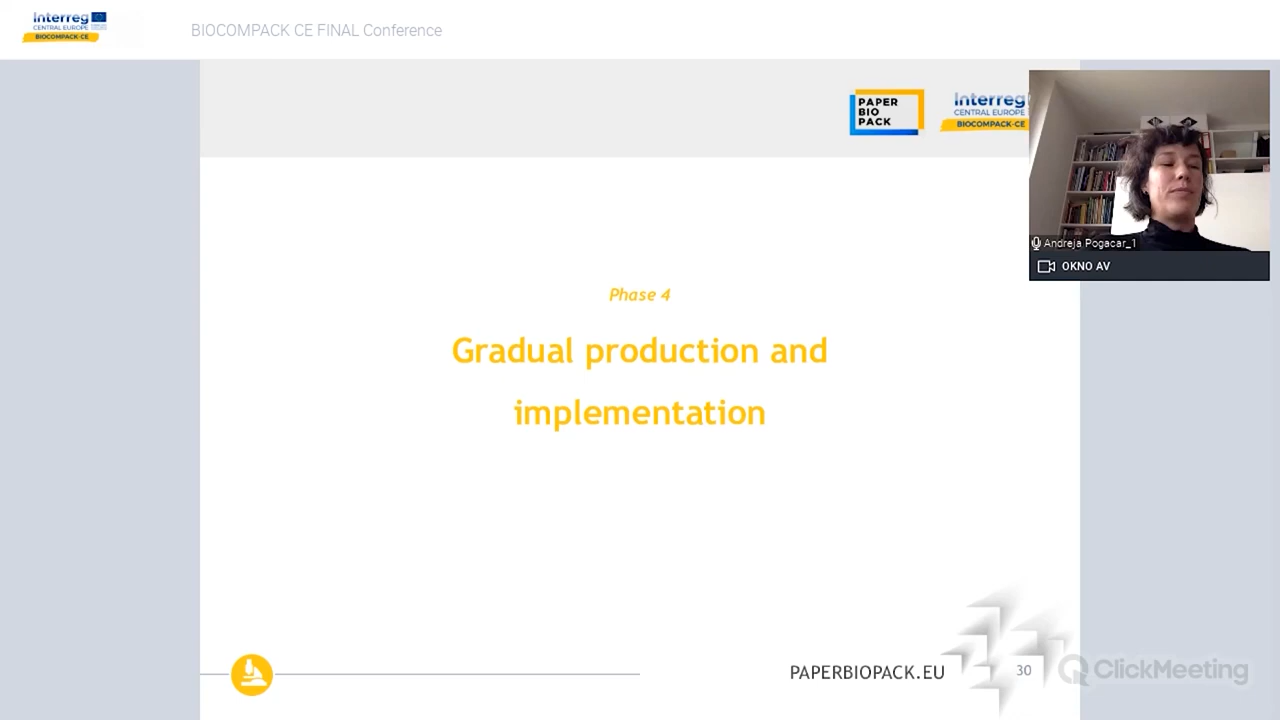 Interreg
CENTRAL EUROPE
BIOCOMPACK-CE
BIOCOMPACK CE FINAL Conference
PAPER
BIO
PACK
Interreg
CENTRAL EUROPE
BIOCOMPACK-CE
Andreja Pogacar_1
OKNO AV
Phase 4
Gradual production and
implementation
PAPERBIOPACK.EU
30
ClickMeeting